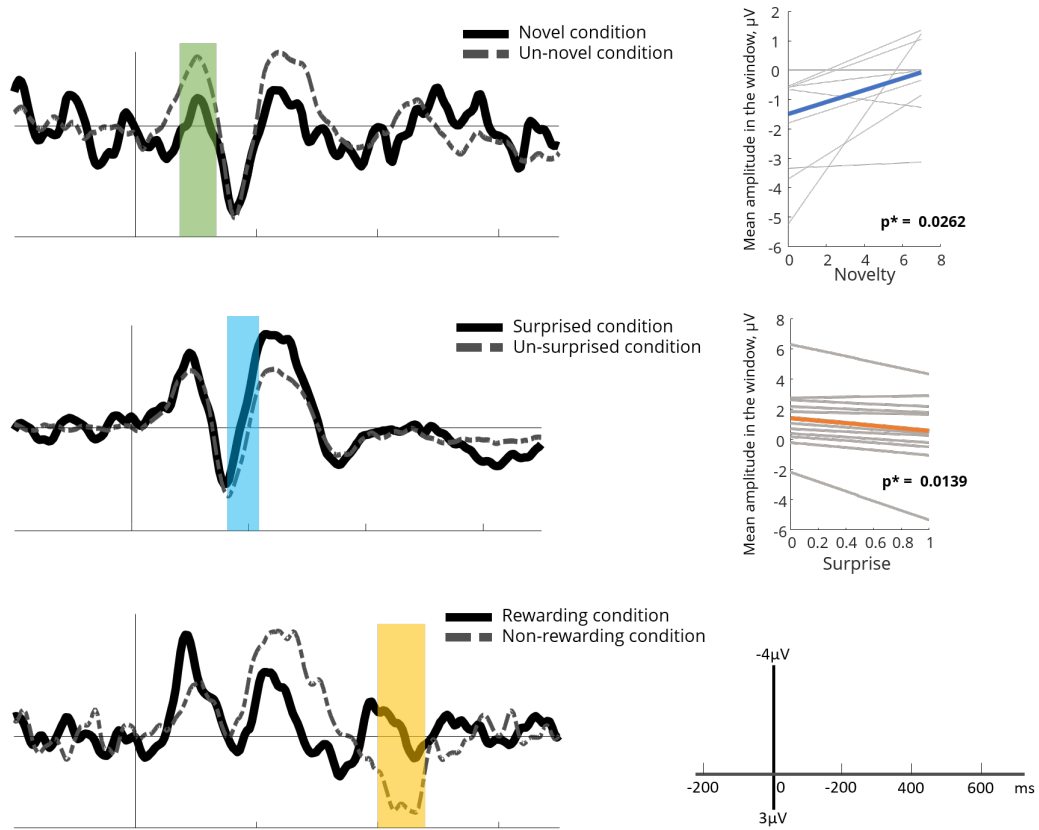 Novel condition
Un-novel condition
Mean amplitude in the window, µV
2
1
0
-1
-2
-3
-4
-5
-6
0 2 4 6 8
Novelty
p* = 0.0262
Surprised condition
Un-surprised condition
Mean amplitude in the window, µV
8
6
4
2
0
-2
-4
-6
0 0.2 0.4 0.6 0.8 1
Surprise
p* = 0.0139
Rewarding condition
Non-rewarding condition
-4µV
-200 0 -200 400 600 ms
3µV